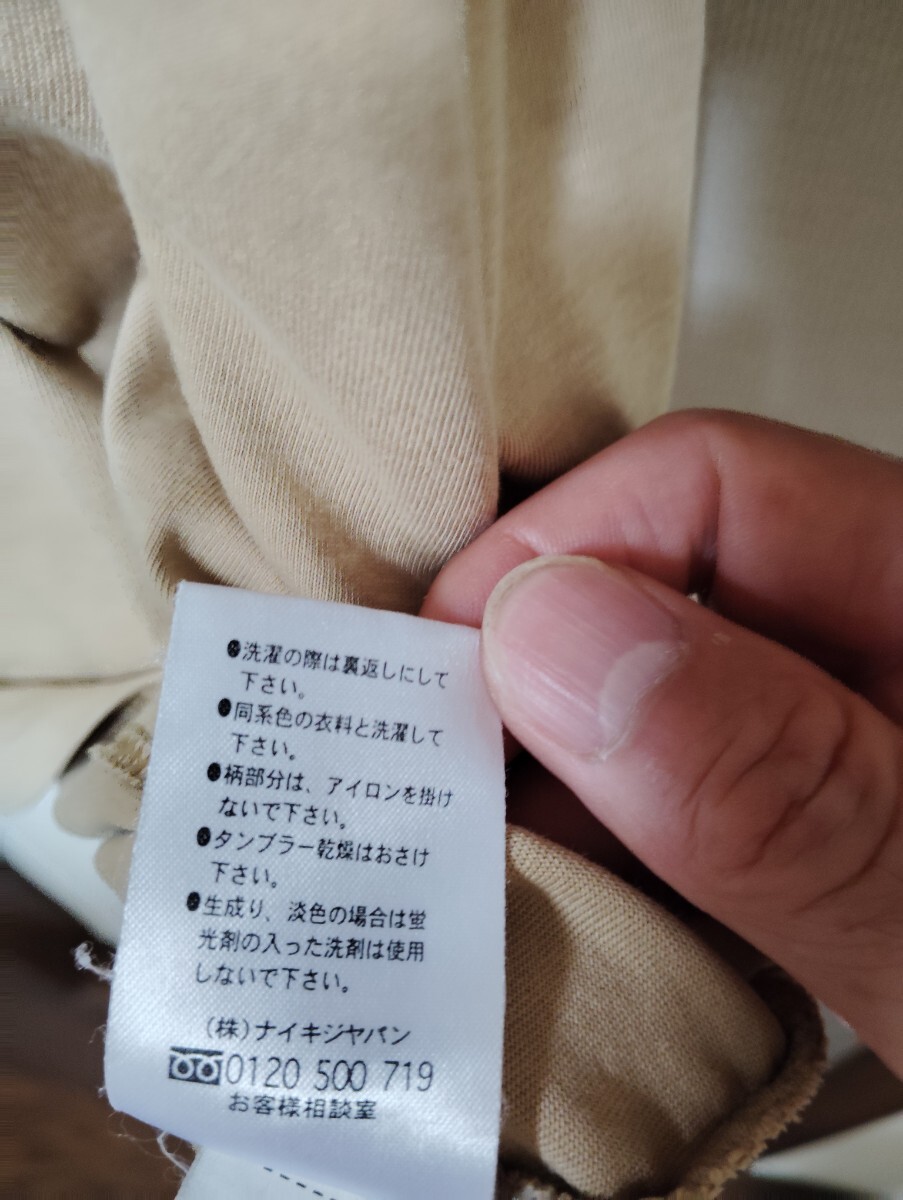 ●洗濯の際は裏返しにして
下さい。
●同系色の衣料と洗濯して
下さい。
●柄部分は、アイロンを掛け
ないで下さい。
●タンブラー乾燥はおさけ
下さい。
●生成り、淡色の場合は蛍
光剤の入った洗剤は使用
しないで下さい。
(株)ナイキジャパン
0120 500 719
お客様相談室